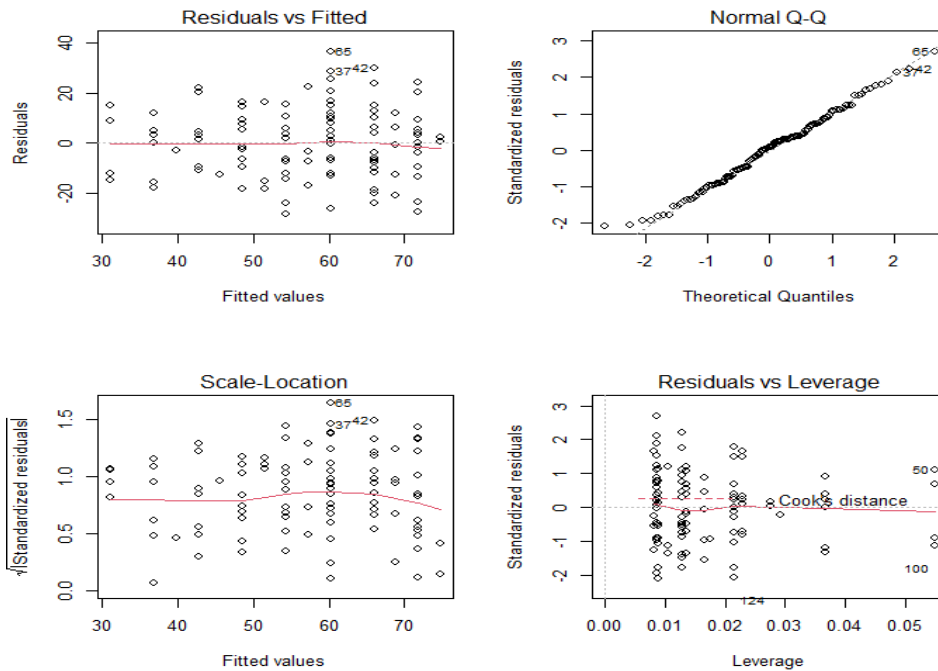 Residuals vs Fitted
Residuals
40
20
0
-20
65
37 42
30 40 50 60 70
Fitted values
Normal Q-Q
Standardized residuals
3
2
1
0
-1
-2
65
37 42
-2 -1 0 1 2
Theoretical Quantiles
Scale-Location
√|Standardized residuals|
1.5
1.0
0.5
0.0
65
37 42
30 40 50 60 70
Fitted values
Residuals vs Leverage
Standardized residuals
3
2
1
0
-1
-2
50
Cook's distance
100
124
0.00 0.01 0.02 0.03 0.04 0.05
Leverage